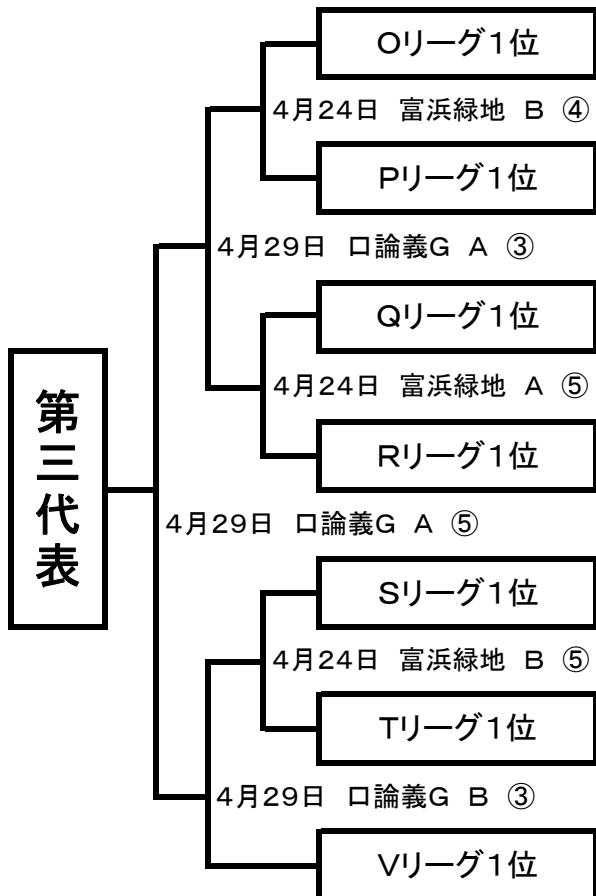 Oリーグ1位
4月24日 富浜緑地 B ④
Pリーグ1位
4月29日 口論義G A ③
Qリーグ1位
4月24日 富浜緑地 A ⑤
Rリーグ1位
第三代表
4月29日 口論義G A ⑤
Sリーグ1位
4月24日 富浜緑地 B ⑤
Tリーグ1位
4月29日 口論義G B ③
Vリーグ1位